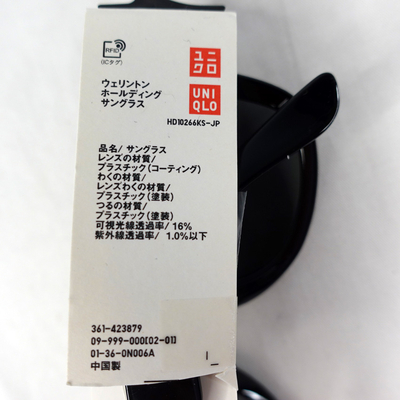 RFID
(ICタグ)
ユニ
クロ
UNI
QLO
ウェリントン
ホールディング
サングラス
HD10266KS-JP
品名/ サングラス
レンズの材質/
プラスチック(コーティング)
わくの材質/
レンズわくの材質/
プラスチック(塗装)
つるの材質/
プラスチック(塗装)
可視光線透過率/ 16%
紫外線透過率/ 1.0%以下
361-423879
09-999-000(02-01)
01-36-0N006A
中国製